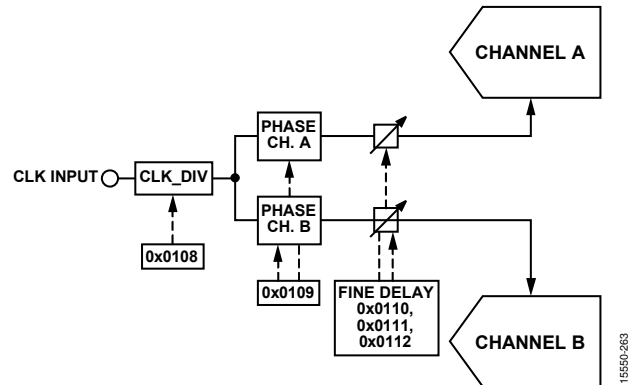 CHANNEL A
PHASE
CH. A
CLK INPUT
CLK_DIV
PHASE
CH. B
0x0108
0x0109
FINE DELAY
0x0110,
0x0111,
0x0112
CHANNEL B
15550-263